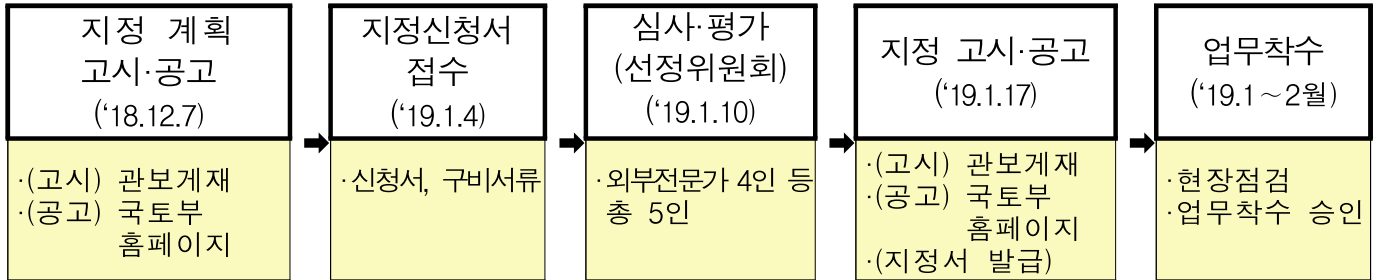 지정 계획
고시·공고
(‘18.12.7)
·(고시) 관보게재
·(공고) 국토부
홈페이지
지정신청서
접수
(‘19.1.4)
·신청서, 구비서류
심사·평가
(선정위원회)
(‘19.1.10)
·외부전문가 4인 등
총 5인
지정 고시·공고
(‘19.1.17)
·(고시) 관보게재
·(공고) 국토부
홈페이지
·(지정서 발급)
업무착수
(‘19.1～2월)
·현장점검
·업무착수 승인